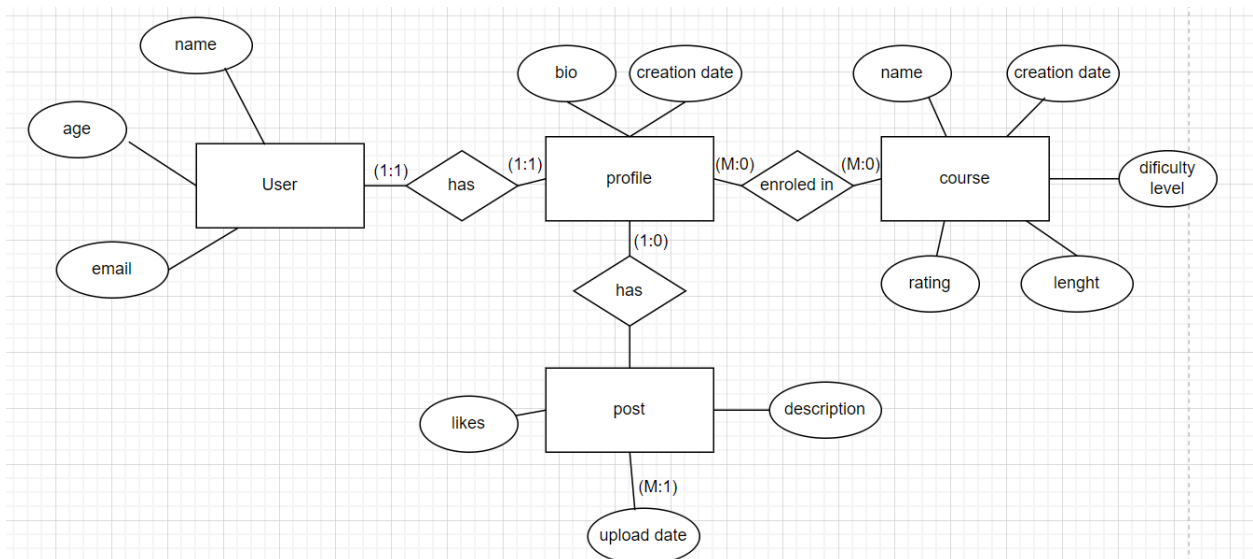 name
bio
creation date
name
creation date
age
(1:1)
(1:1)
(M:0)
(M:0)
User
has
profile
enroled in
course
dificulty
level
(1:0)
email
has
rating
lenght
likes
post
description
(M:1)
upload date